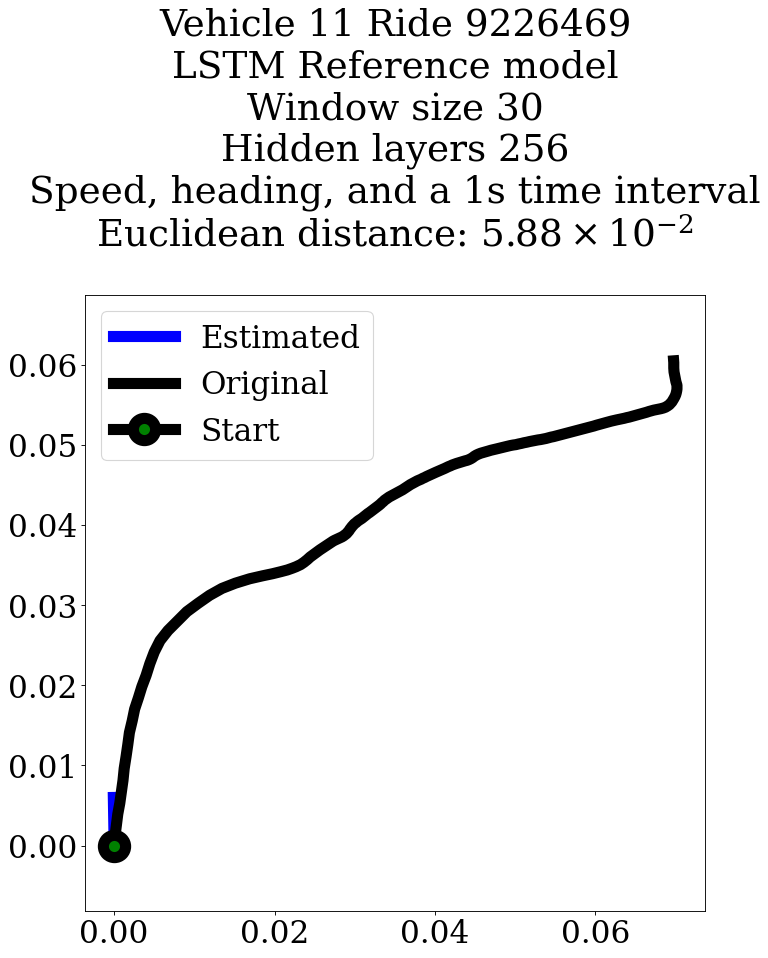 Vehicle 11 Ride 9226469
LSTM Reference model
Window size 30
Hidden layers 256
Speed, heading, and a 1s time interval
Euclidean distance: 5.88 × 10⁻²
Estimated
Original
Start
0.06
0.05
0.04
0.03
0.02
0.01
0.00
0.00 0.02 0.04 0.06